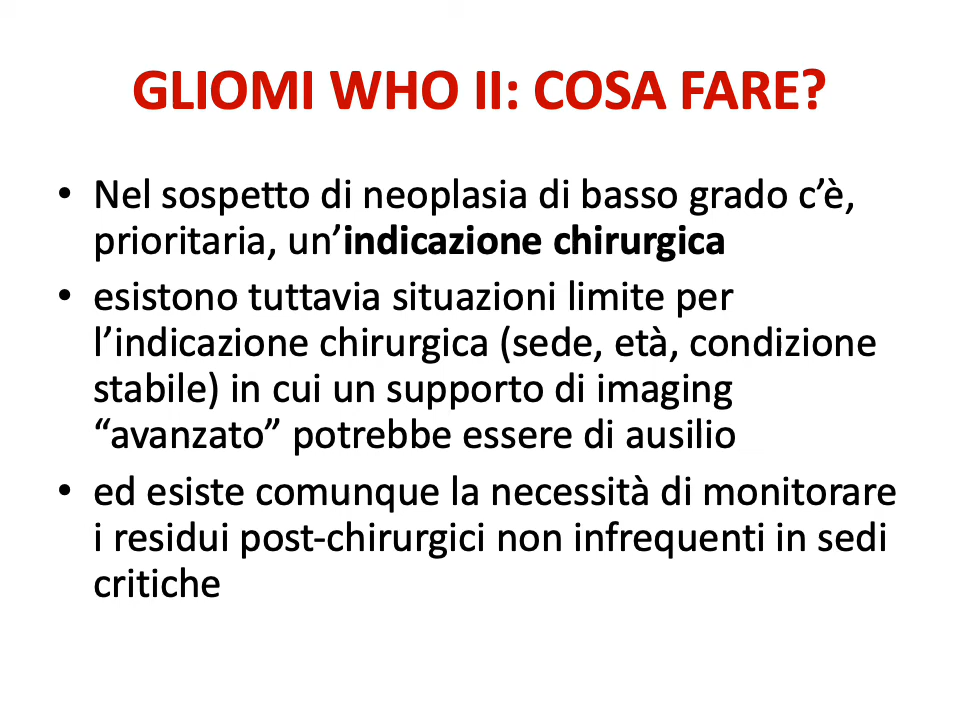 GLIOMI WHO II: COSA FARE?
• Nel sospetto di neoplasia di basso grado c’è,
prioritaria, un’indicazione chirurgica
• esistono tuttavia situazioni limite per
l’indicazione chirurgica (sede, età, condizione
stabile) in cui un supporto di imaging
“avanzato” potrebbe essere di ausilio
• ed esiste comunque la necessità di monitorare
i residui post-chirurgici non infrequenti in sedi
critiche